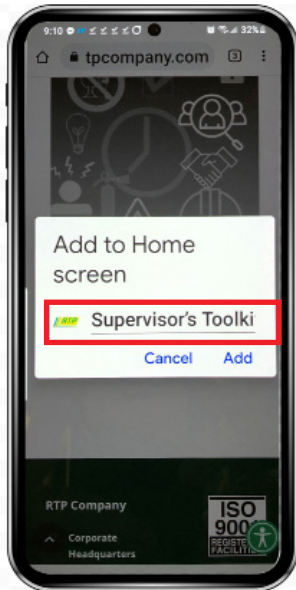 9:10
32%
tpcompany.com
3
Add to Home
screen
RTP
Supervisor's Toolki
Cancel
Add
RTP Company
Corporate
Headquarters
ISO
900
REGISTE
FACILITI